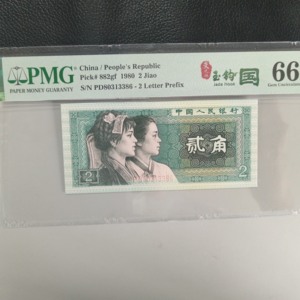 PMG
PAPER MONEY GUARANTY
China / People's Republic
Pick# 882gf 1980 2 Jiao
S/N PD80313386 - 2 Letter Prefix
玉钩国
66
中国人民银行
贰角
2
2